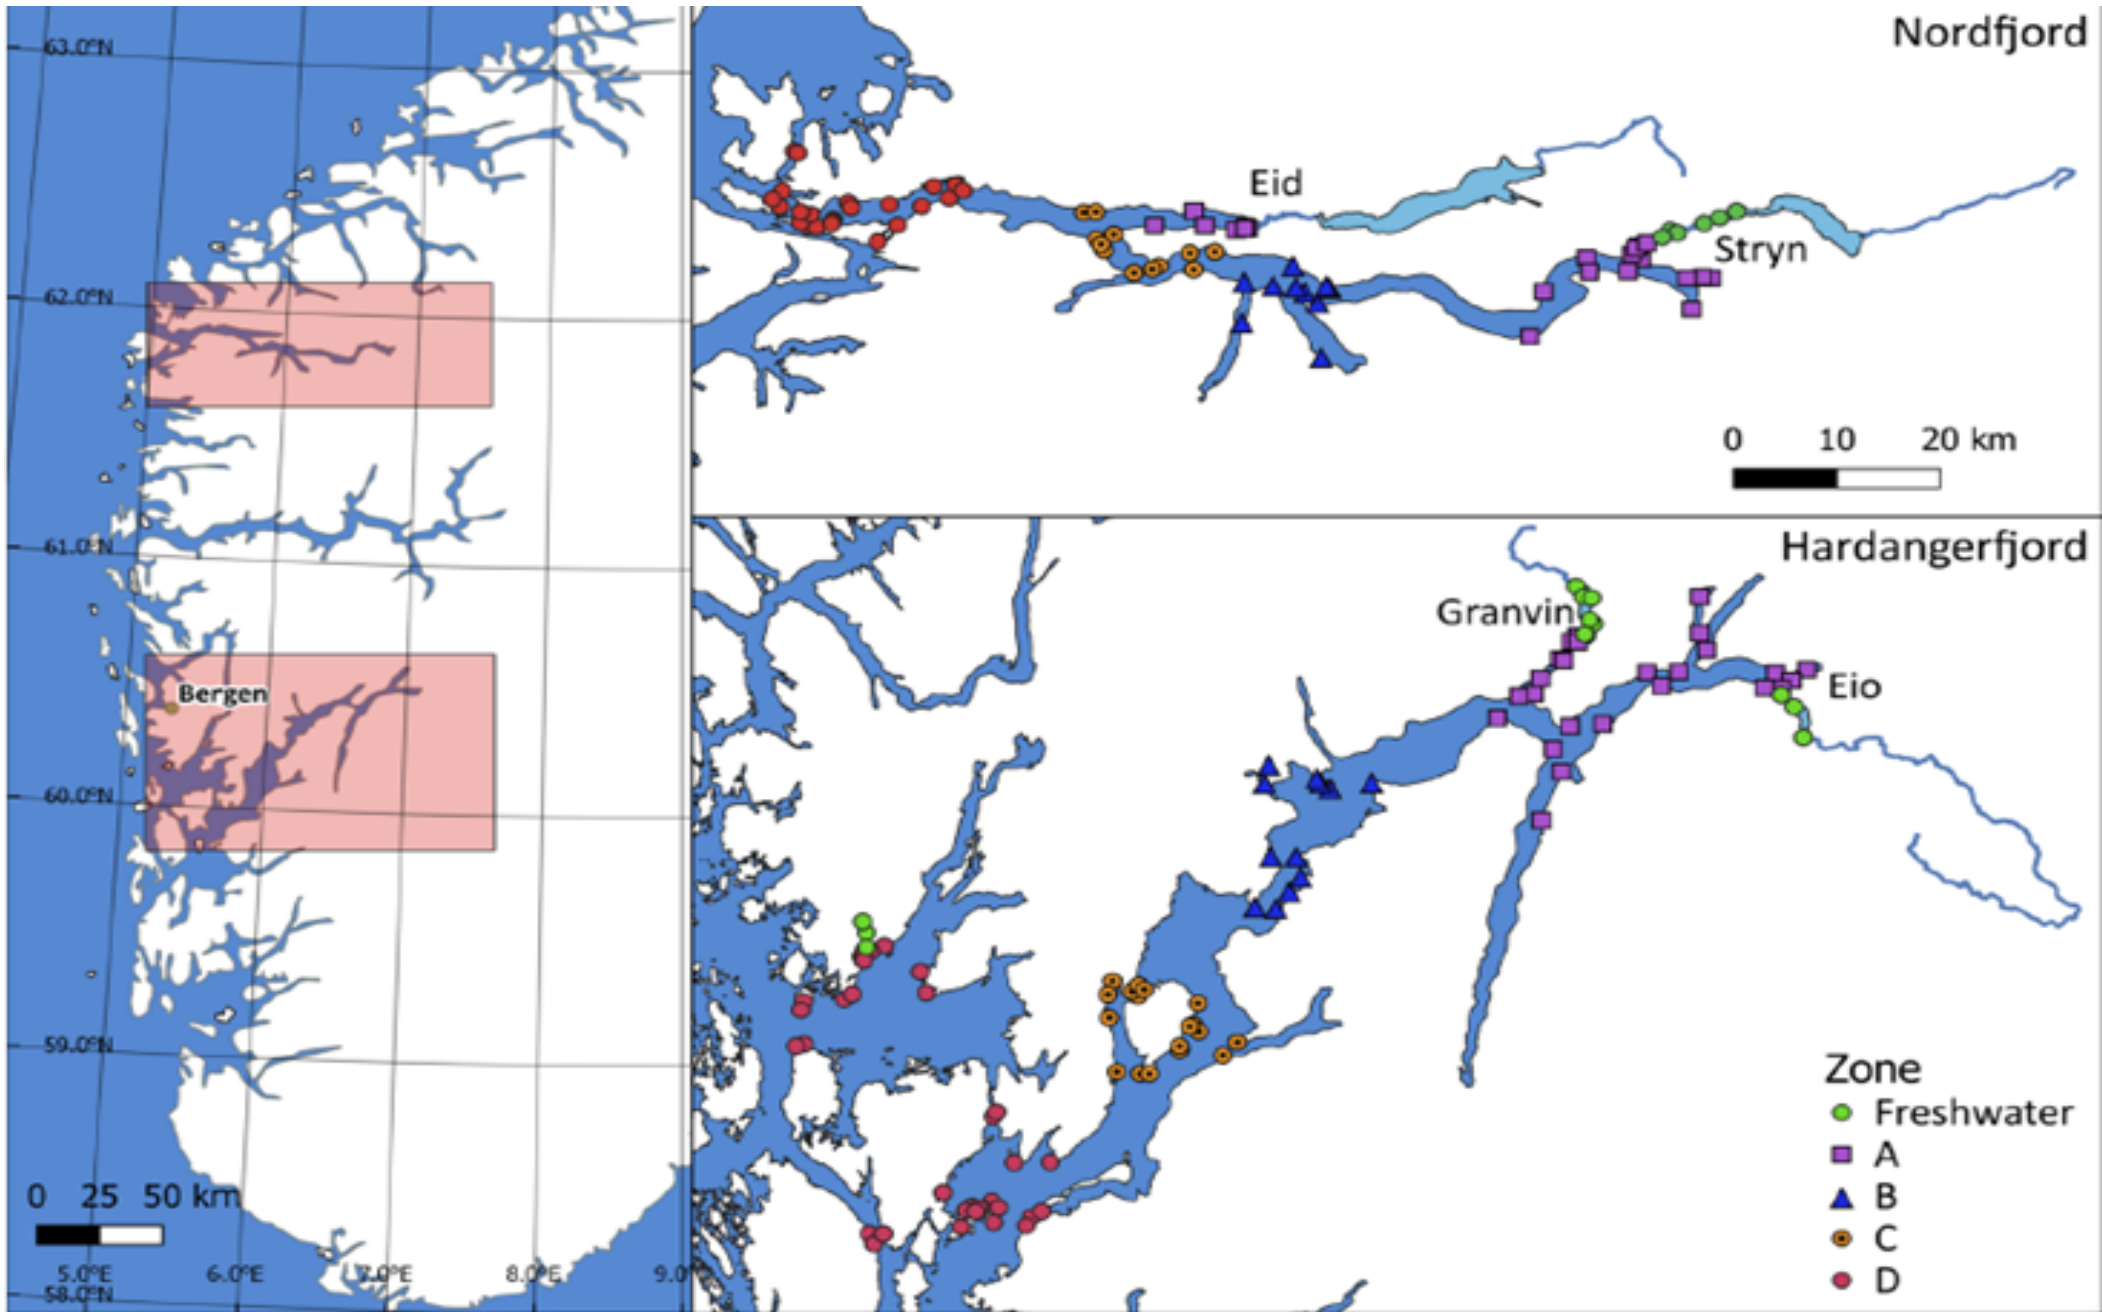 63.0°N
62.0°N
61.0°N
Bergen
60.0°N
59.0°N
0 25 50 km
5.0°E 6.0°E 7.0°E 8.0°E 9.0
58.0°N
Nordfjord
Eid
Stryn
0 10 20 km
Hardangerfjord
Granvin
Eio
Zone
Freshwater
A
B
C
D